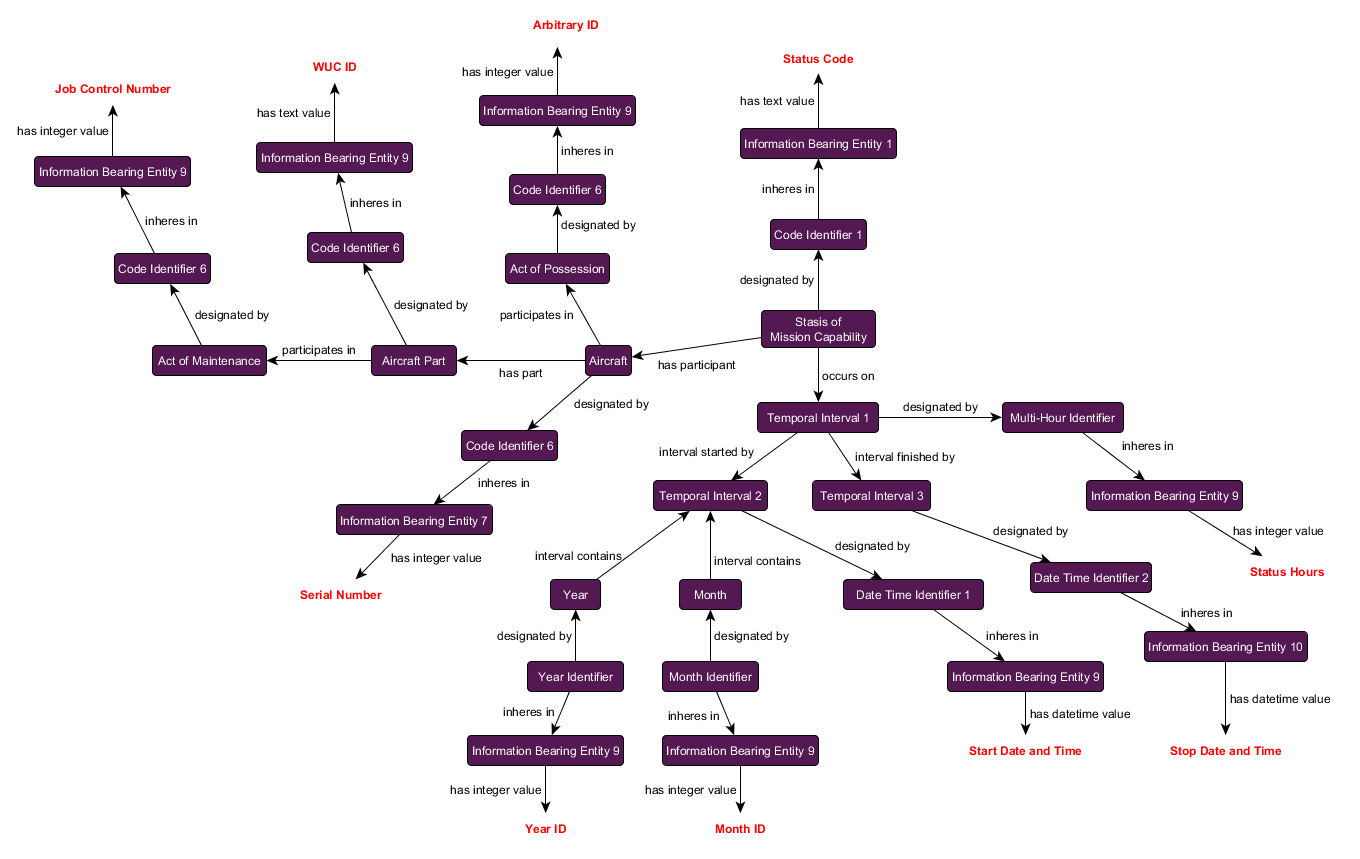 Arbitrary ID
Status Code
WUC ID
has integer value
Job Control Number
has text value
has text value
Information Bearing Entity 9
has integer value
Information Bearing Entity 1
inheres in
Information Bearing Entity 9
Information Bearing Entity 9
inheres in
Code Identifier 6
inheres in
inheres in
designated by
Code Identifier 1
Code Identifier 6
Code Identifier 6
Act of Possession
designated by
designated by
designated by
participates in
Stasis of
Mission Capability
participates in
Act of Maintenance
Aircraft Part
has part
Aircraft
has participant
occurs on
designated by
designated by
Temporal Interval 1
Multi-Hour Identifier
Code Identifier 6
interval started by
interval finished by
inheres in
inheres in
Temporal Interval 2
Temporal Interval 3
Information Bearing Entity 9
Information Bearing Entity 7
designated by
has integer value
has integer value
interval contains
interval contains
designated by
Status Hours
Date Time Identifier 2
Serial Number
Year
Month
Date Time Identifier 1
inheres in
designated by
designated by
inheres in
Information Bearing Entity 10
Year Identifier
Month Identifier
Information Bearing Entity 9
has datetime value
inheres in
inheres in
has datetime value
Information Bearing Entity 9
Information Bearing Entity 9
Start Date and Time
Stop Date and Time
has integer value
has integer value
Year ID
Month ID